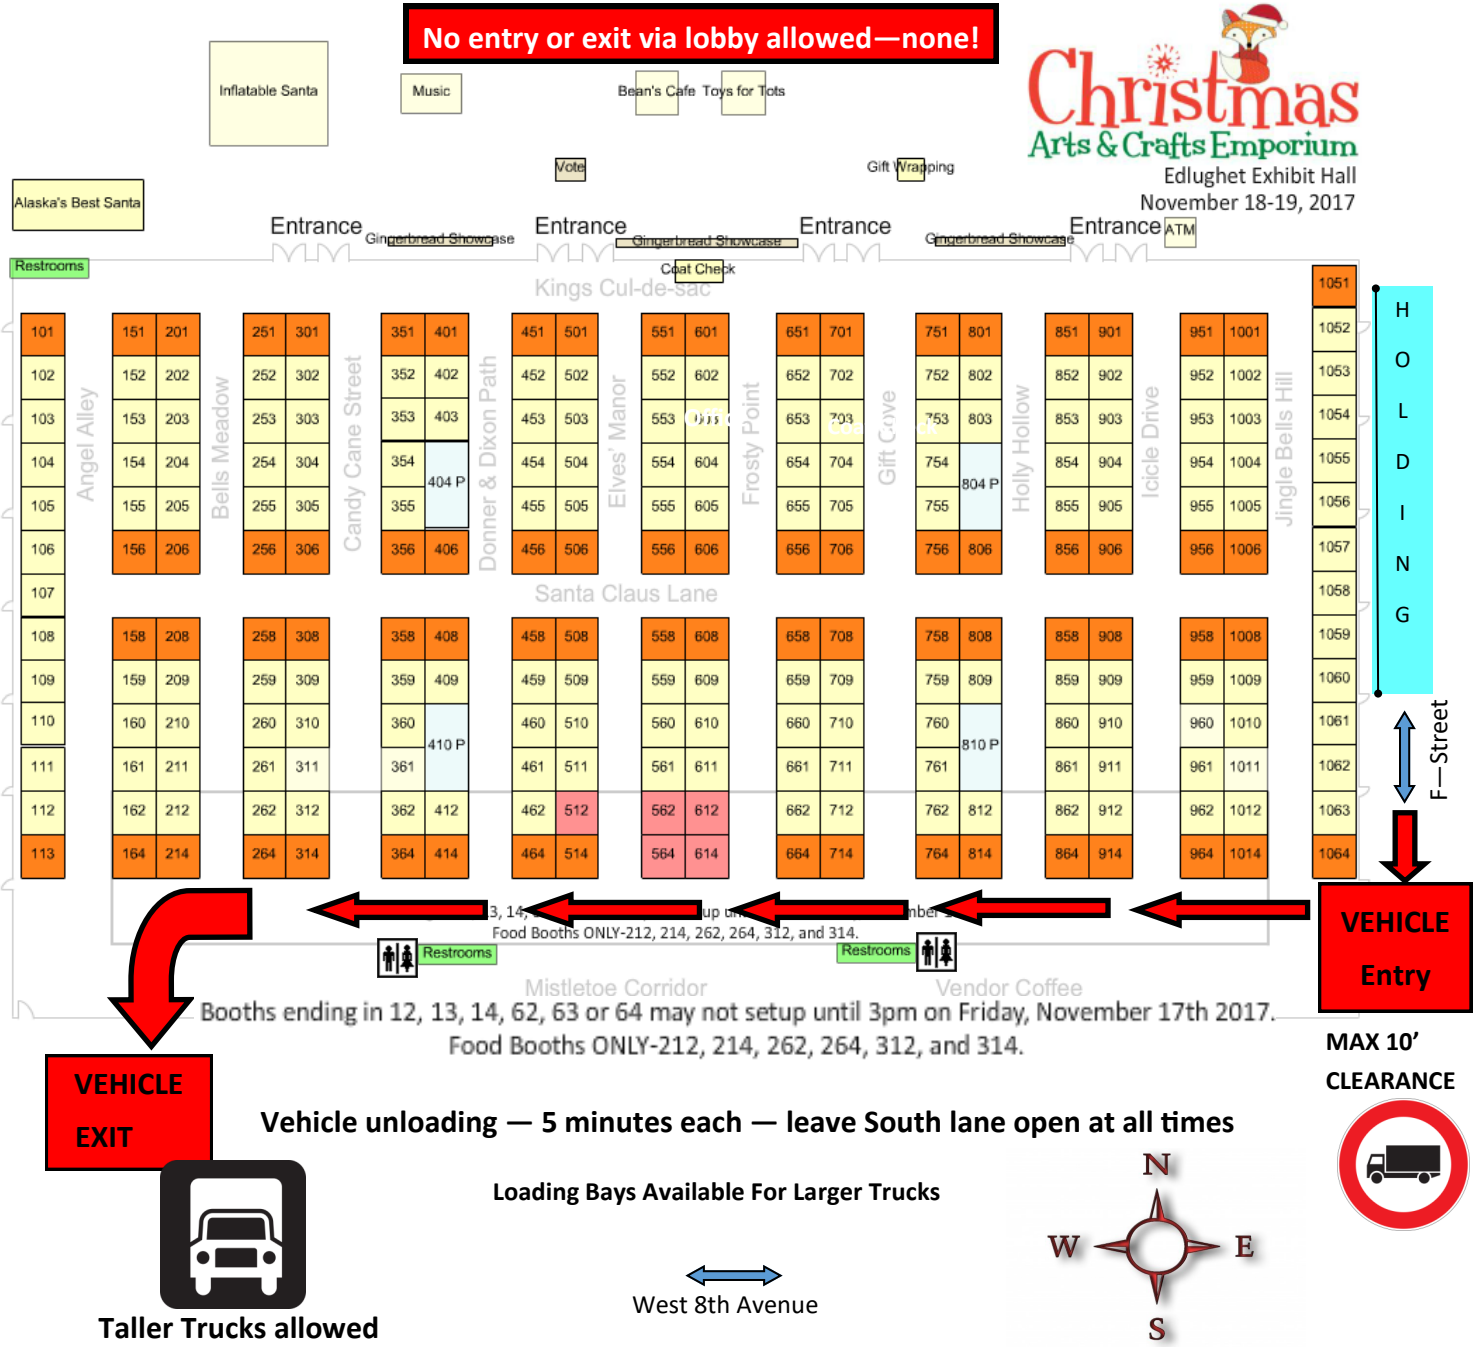 No entry or exit via lobby allowed—none!
Christmas
Arts & Crafts Emporium
Edlughet Exhibit Hall
November 18-19, 2017
Inflatable Santa
Music
Bean's Cafe Toys for Tots
Vote
Gift Wrapping
Alaska's Best Santa
Entrance Entrance Entrance Entrance
Gingerbread Showcase Gingerbread Showcase Gingerbread Showcase
ATM
Restrooms
Coat Check
Kings Cul-de-sac
1051
101 151 201 251 301 351 401 451 501 551 601 651 701 751 801 851 901 951 1001 1052
102 152 202 252 302 352 402 452 502 552 602 652 702 752 802 852 902 952 1002 1053
103 153 203 253 303 353 403 453 503 553 653 703 753 803 853 903 953 1003 1054
104 154 204 254 304 354 404 P 454 504 554 604 654 704 754 804 P 854 904 954 1004 1055
105 155 205 255 305 355 455 505 555 605 655 705 755 855 905 955 1005 1056
106 156 206 256 306 356 406 456 506 556 606 656 706 756 806 856 906 956 1006 1057
Angel Alley
Bells Meadow
Candy Cane Street
Donner & Dixon Path
Elves' Manor
Frosty Point
Gift Cove
Holly Hollow
Icicle Drive
Jingle Bells Hill
HOLDING
107 Santa Claus Lane 1058
108 158 208 258 308 358 408 458 508 558 608 658 708 758 808 858 908 958 1008 1059
109 159 209 259 309 359 409 459 509 559 609 659 709 759 809 859 909 959 1009 1060
110 160 210 260 310 360 410 P 460 510 560 610 660 710 760 810 P 860 910 960 1010 1061
111 161 211 261 311 361 461 511 561 611 661 711 761 861 911 961 1011 1062
112 162 212 262 312 362 412 462 512 562 612 662 712 762 812 862 912 962 1012 1063
113 164 214 264 314 364 414 464 514 564 614 664 714 764 814 864 914 964 1014 1064
F—Street
VEHICLE
Entry
3, 14,
Food Booths ONLY-212, 214, 262, 264, 312, and 314.
Restrooms Restrooms
Mistletoe Corridor Vendor Coffee
Booths ending in 12, 13, 14, 62, 63 or 64 may not setup until 3pm on Friday, November 17th 2017.
Food Booths ONLY-212, 214, 262, 264, 312, and 314.
MAX 10’
CLEARANCE
VEHICLE
EXIT
Vehicle unloading — 5 minutes each — leave South lane open at all times
Loading Bays Available For Larger Trucks
N
W E
S
West 8th Avenue
Taller Trucks allowed